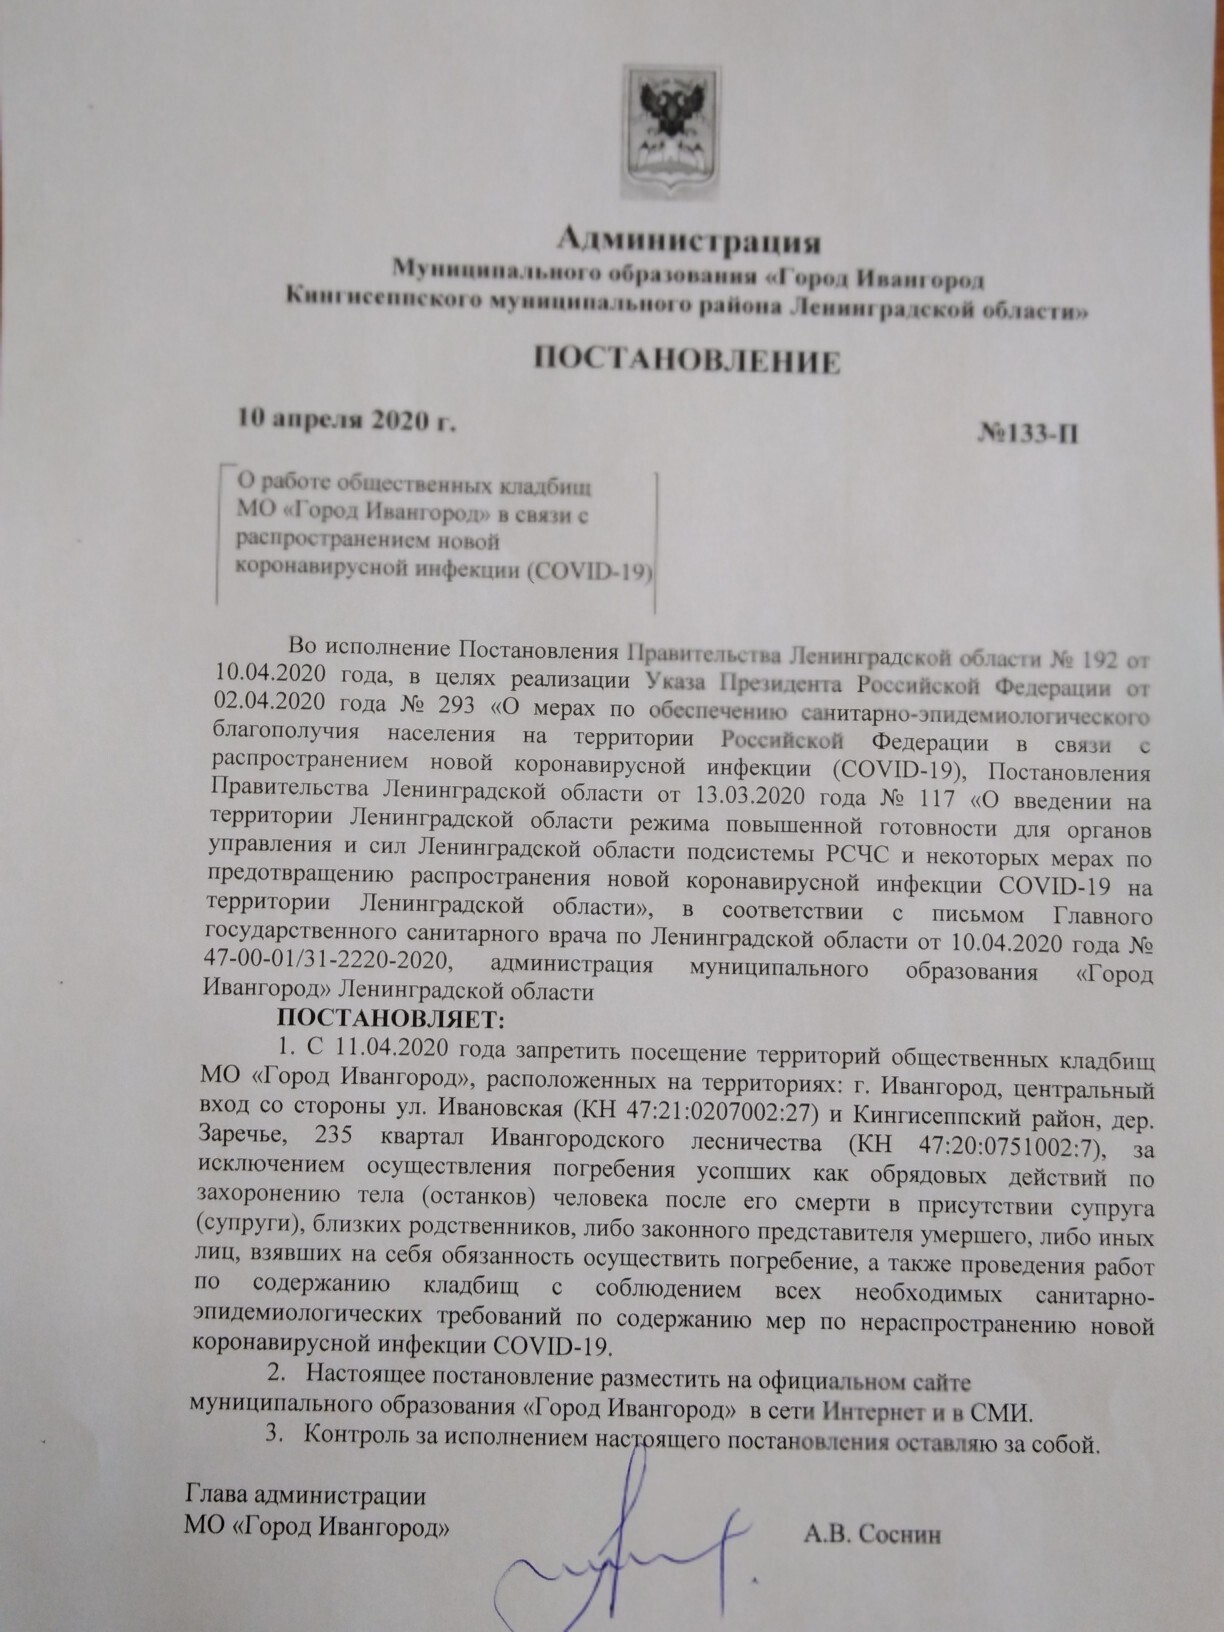 Администрация
Муниципального образования «Город Ивангород
Кингисеппского муниципального района Ленинградской области»
ПОСТАНОВЛЕНИЕ
10 апреля 2020 г.
№133-П
О работе общественных кладбищ
МО «Город Ивангород» в связи с
распространением новой
коронавирусной инфекции (COVID-19)
Во исполнение Постановления Правительства Ленинградской области № 192 от
10.04.2020 года, в целях реализации Указа Президента Российской Федерации от
02.04.2020 года № 293 «О мерах по обеспечению санитарно-эпидемиологического
благополучия населения на территории Российской Федерации в связи с
распространением новой коронавирусной инфекции (COVID-19), Постановления
Правительства Ленинградской области от 13.03.2020 года № 117 «О введении на
территории Ленинградской области режима повышенной готовности для органов
управления и сил Ленинградской области подсистемы РСЧС и некоторых мерах по
предотвращению распространения новой коронавирусной инфекции COVID-19 на
территории Ленинградской области», в соответствии с письмом Главного
государственного санитарного врача по Ленинградской области от 10.04.2020 года №
47-00-01/31-2220-2020, администрация муниципального образования «Город
Ивангород» Ленинградской области
ПОСТАНОВЛЯЕТ:
1. С 11.04.2020 года запретить посещение территорий общественных кладбищ
МО «Город Ивангород», расположенных на территориях: г. Ивангород, центральный
вход со стороны ул. Ивановская (КН 47:21:0207002:27) и Кингисеппский район, дер.
Заречье, 235 квартал Ивангородского лесничества (КН 47:20:0751002:7), за
исключением осуществления погребения усопших как обрядовых действий по
захоронению тела (останков) человека после его смерти в присутствии супруга
(супруги), близких родственников, либо законного представителя умершего, либо иных
лиц, взявших на себя обязанность осуществить погребение, а также проведения работ
по содержанию кладбищ с соблюдением всех необходимых санитарно-
эпидемиологических требований по содержанию мер по нераспространению новой
коронавирусной инфекции COVID-19.
2. Настоящее постановление разместить на официальном сайте
муниципального образования «Город Ивангород» в сети Интернет и в СМИ.
3. Контроль за исполнением настоящего постановления оставляю за собой.
Глава администрации
МО «Город Ивангород»
А.В. Соснин